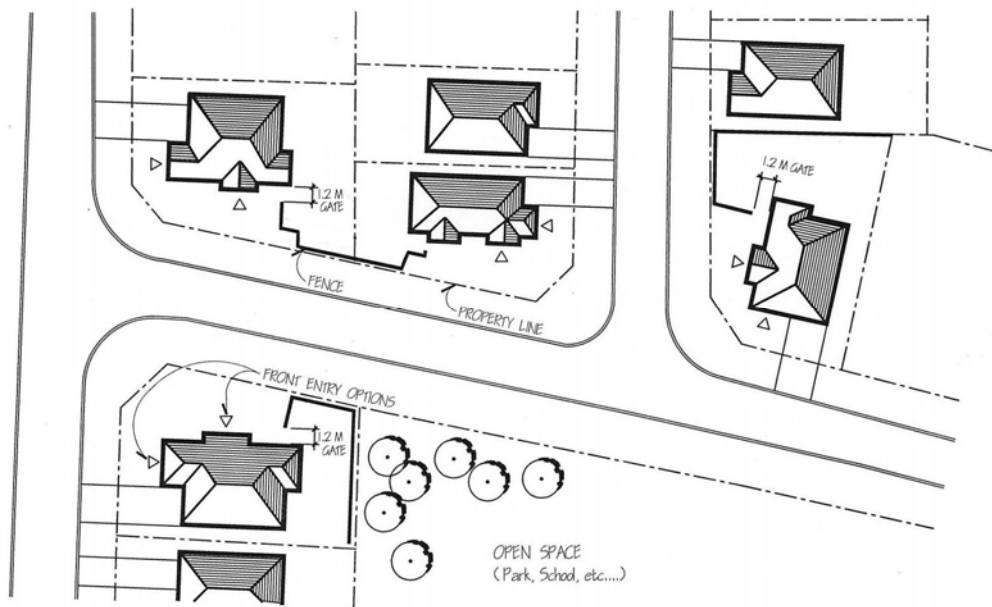 1.2 M GATE
1.2 M
GATE
FENCE
PROPERTY LINE
FRONT ENTRY OPTIONS
1.2 M
GATE
OPEN SPACE
(Park, School, etc....)